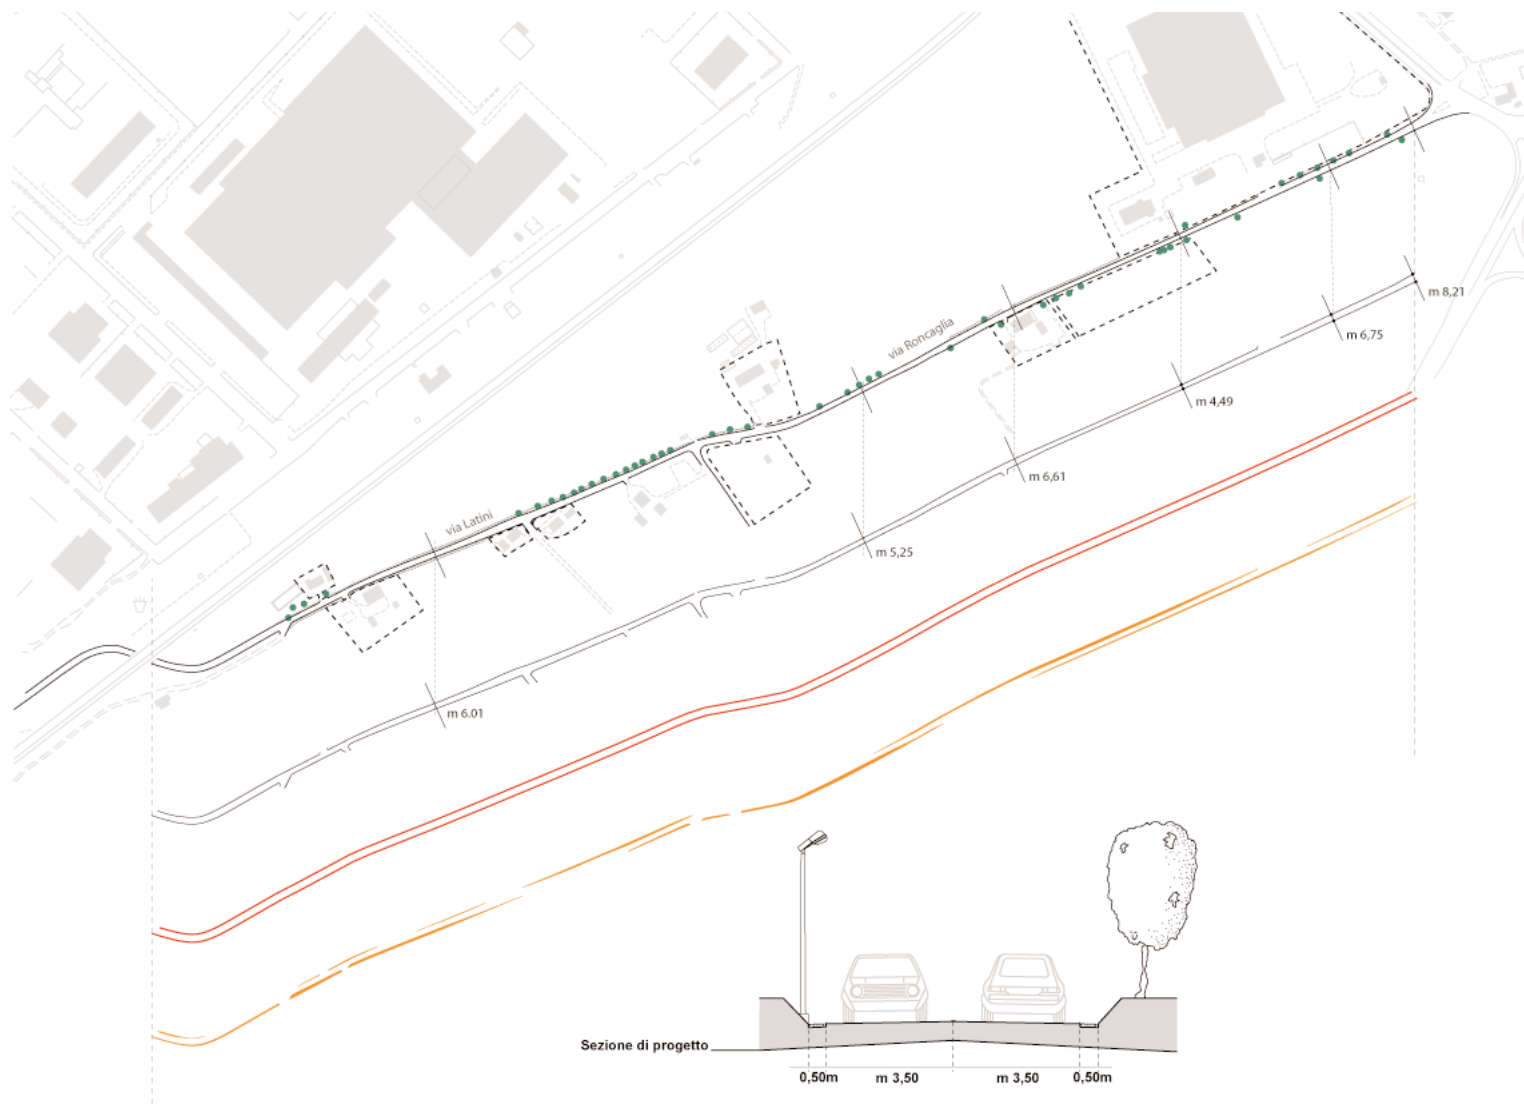 m 8,21
via Roncaglia
m 6,75
m 4,49
m 6,61
via Latini
m 5,25
m 6.01
Sezione di progetto
0,50m
m 3,50
m 3,50
0,50m